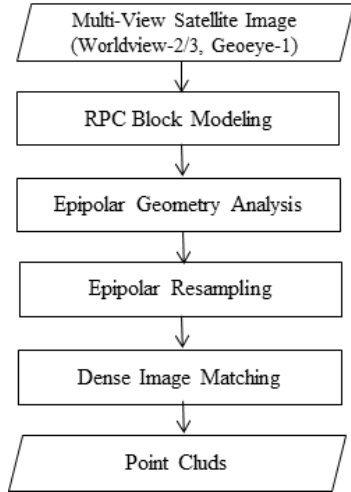 Multi-View Satellite Image
(Worldview-2/3, Geoeye-1)
RPC Block Modeling
Epipolar Geometry Analysis
Epipolar Resampling
Dense Image Matching
Point Cluds